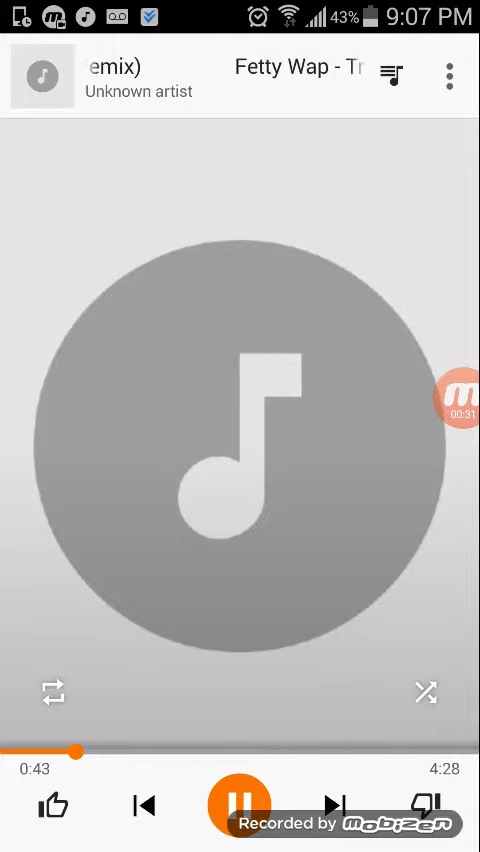 43% 9:07 PM
emix) Fetty Wap - Tr
Unknown artist
00:31
0:43 4:28
Recorded by mobizen